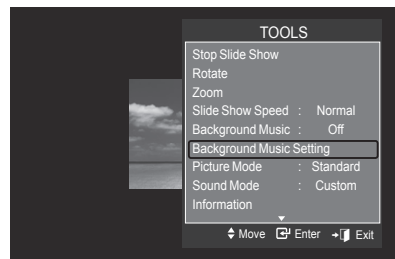 TOOLS
Stop Slide Show
Rotate
Zoom
Slide Show Speed : Normal
Background Music : Off
Background Music Setting
Picture Mode : Standard
Sound Mode : Custom
Information
Move Enter Exit